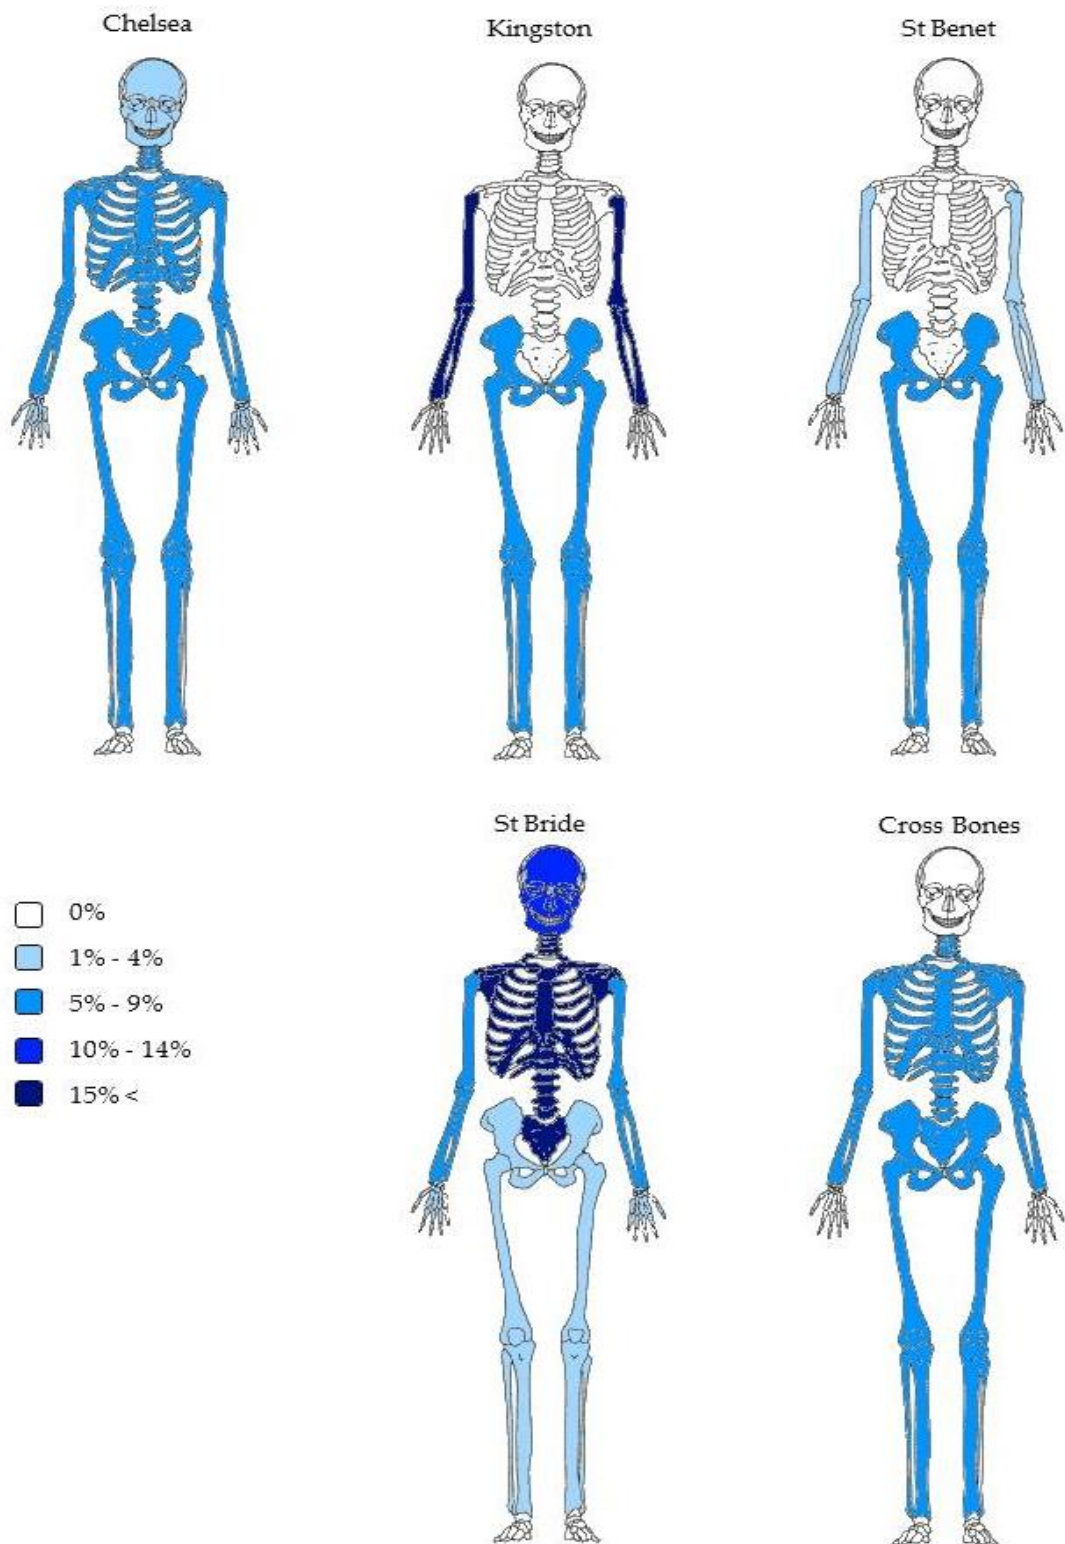 Chelsea
Kingston
St Benet
St Bride
Cross Bones
0%
1% - 4%
5% - 9%
10% - 14%
15% <